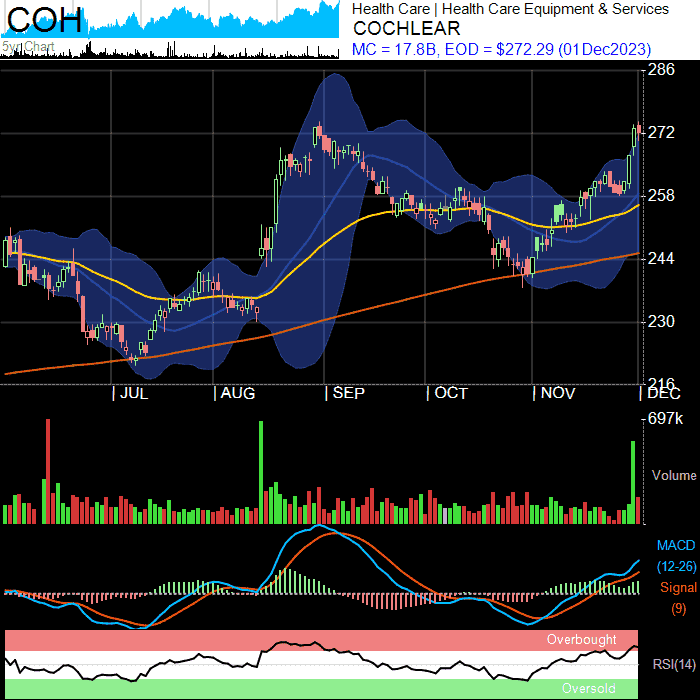 COH
5yr Chart
Health Care | Health Care Equipment & Services
COCHLEAR
MC = 17.8B, EOD = $272.29 (01Dec2023)
286
272
258
244
230
216
JUL
AUG
SEP
OCT
NOV
DEC
697k
Volume
MACD
(12-26)
Signal
(9)
Overbought
RSI(14)
Oversold